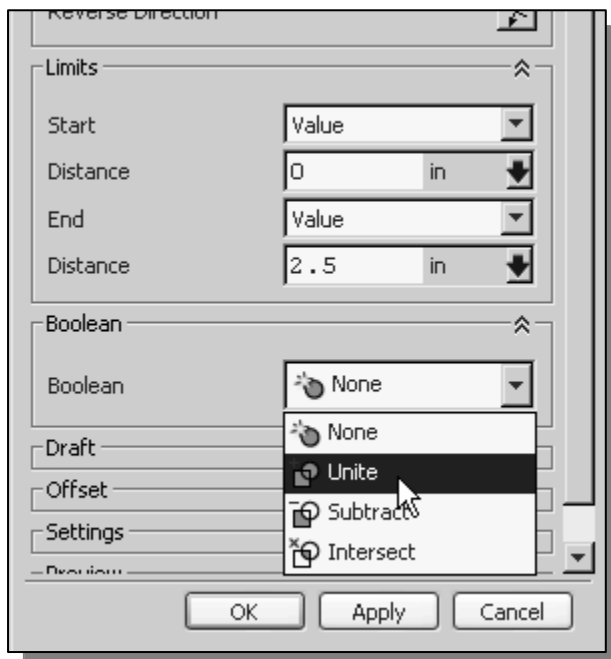 Reverse Direction
Limits
Start Value
Distance 0 in
End Value
Distance 2.5 in
Boolean
Boolean None
None
Draft
Unite
Offset
Subtract
Settings
Intersect
Preview
OK Apply Cancel